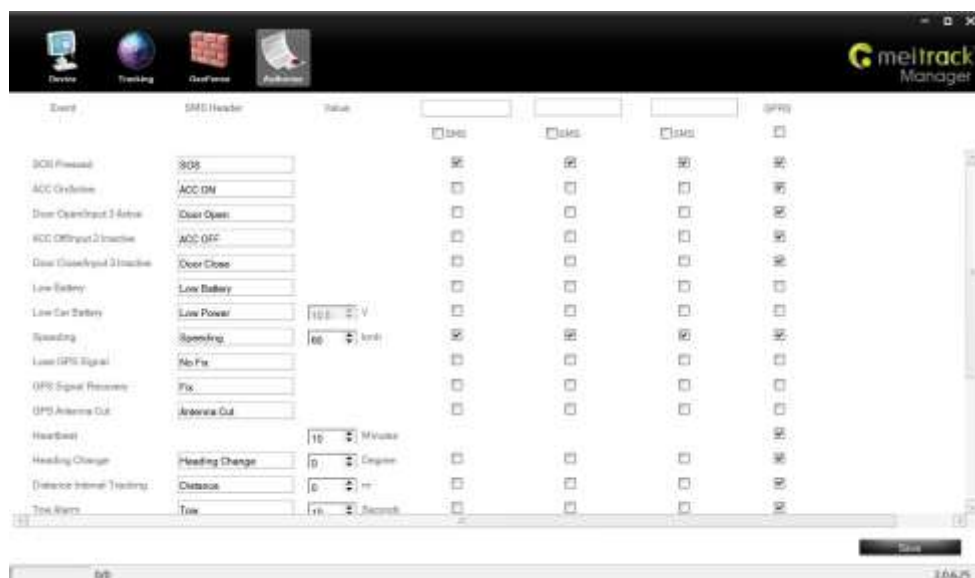 Device Tracking GeoFence Authorize
meitrack
Manager
Event SMS Header Value GPRS
SMS SMS SMS
SOS Pressed SOS
ACC On/Active ACC ON
Door Open/Input 3 Active Door Open
ACC Off/Input 2 Inactive ACC OFF
Door Close/Input 3 Inactive Door Close
Low Battery Low Battery
Low Car Battery Low Power 10.5 V
Speeding Speeding 60 km/h
Lose GPS Signal No Fix
GPS Signal Recovery Fix
GPS Antenna Cut Antenna Cut
Heartbeat 10 Minutes
Heading Change Heading Change 0 Degree
Distance Interval Tracking Distance 0 m
Tow Alarm Tow 10 Seconds
Save
0/0